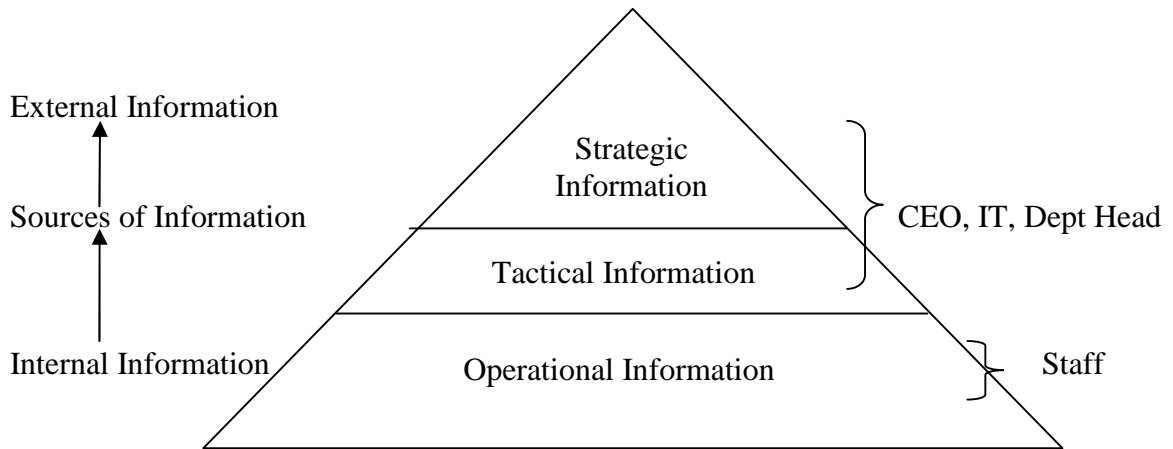 External Information
Strategic
Information
Sources of Information
CEO, IT, Dept Head
Tactical Information
Internal Information
Operational Information
Staff